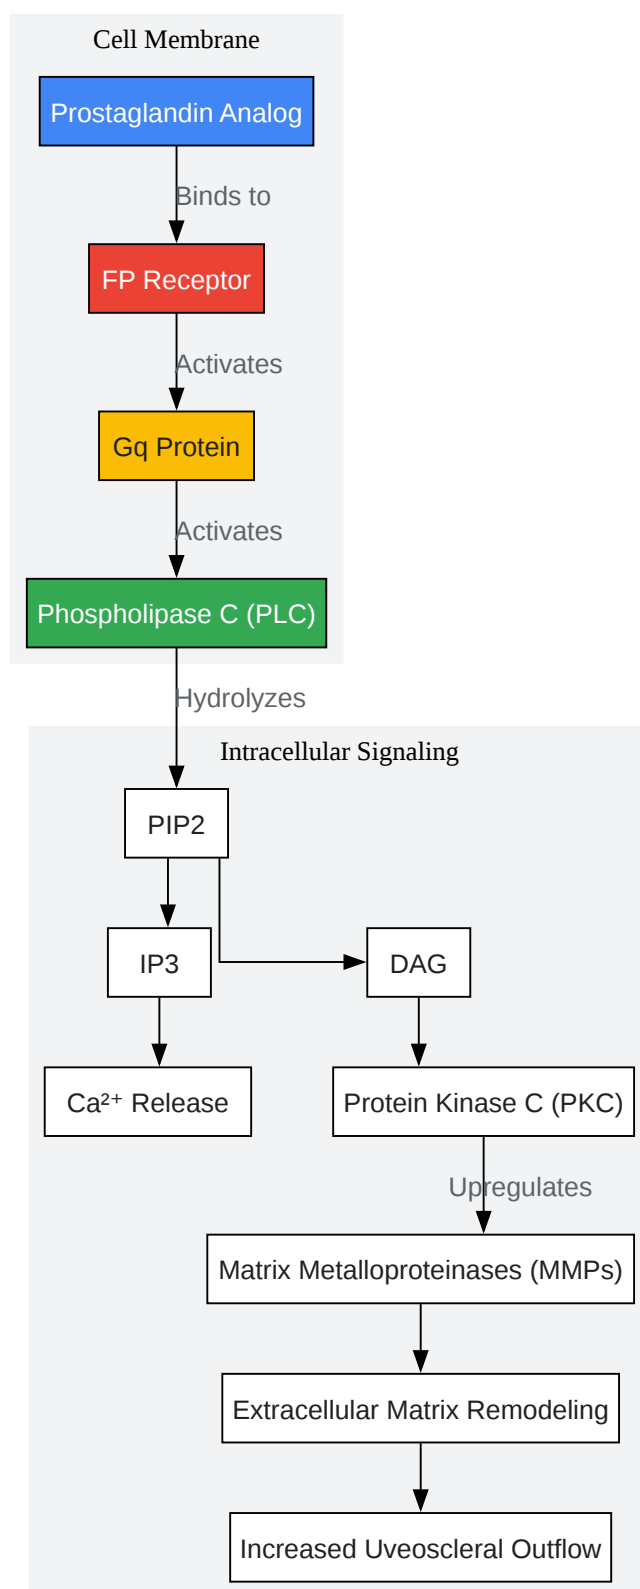 Cell Membrane
Prostaglandin Analog
Binds to
FP Receptor
Activates
Gq Protein
Activates
Phospholipase C (PLC)
Hydrolyzes
Intracellular Signaling
PIP2
IP3
DAG
Ca²⁺ Release
Protein Kinase C (PKC)
Upregulates
Matrix Metalloproteinases (MMPs)
Extracellular Matrix Remodeling
Increased Uveoscleral Outflow